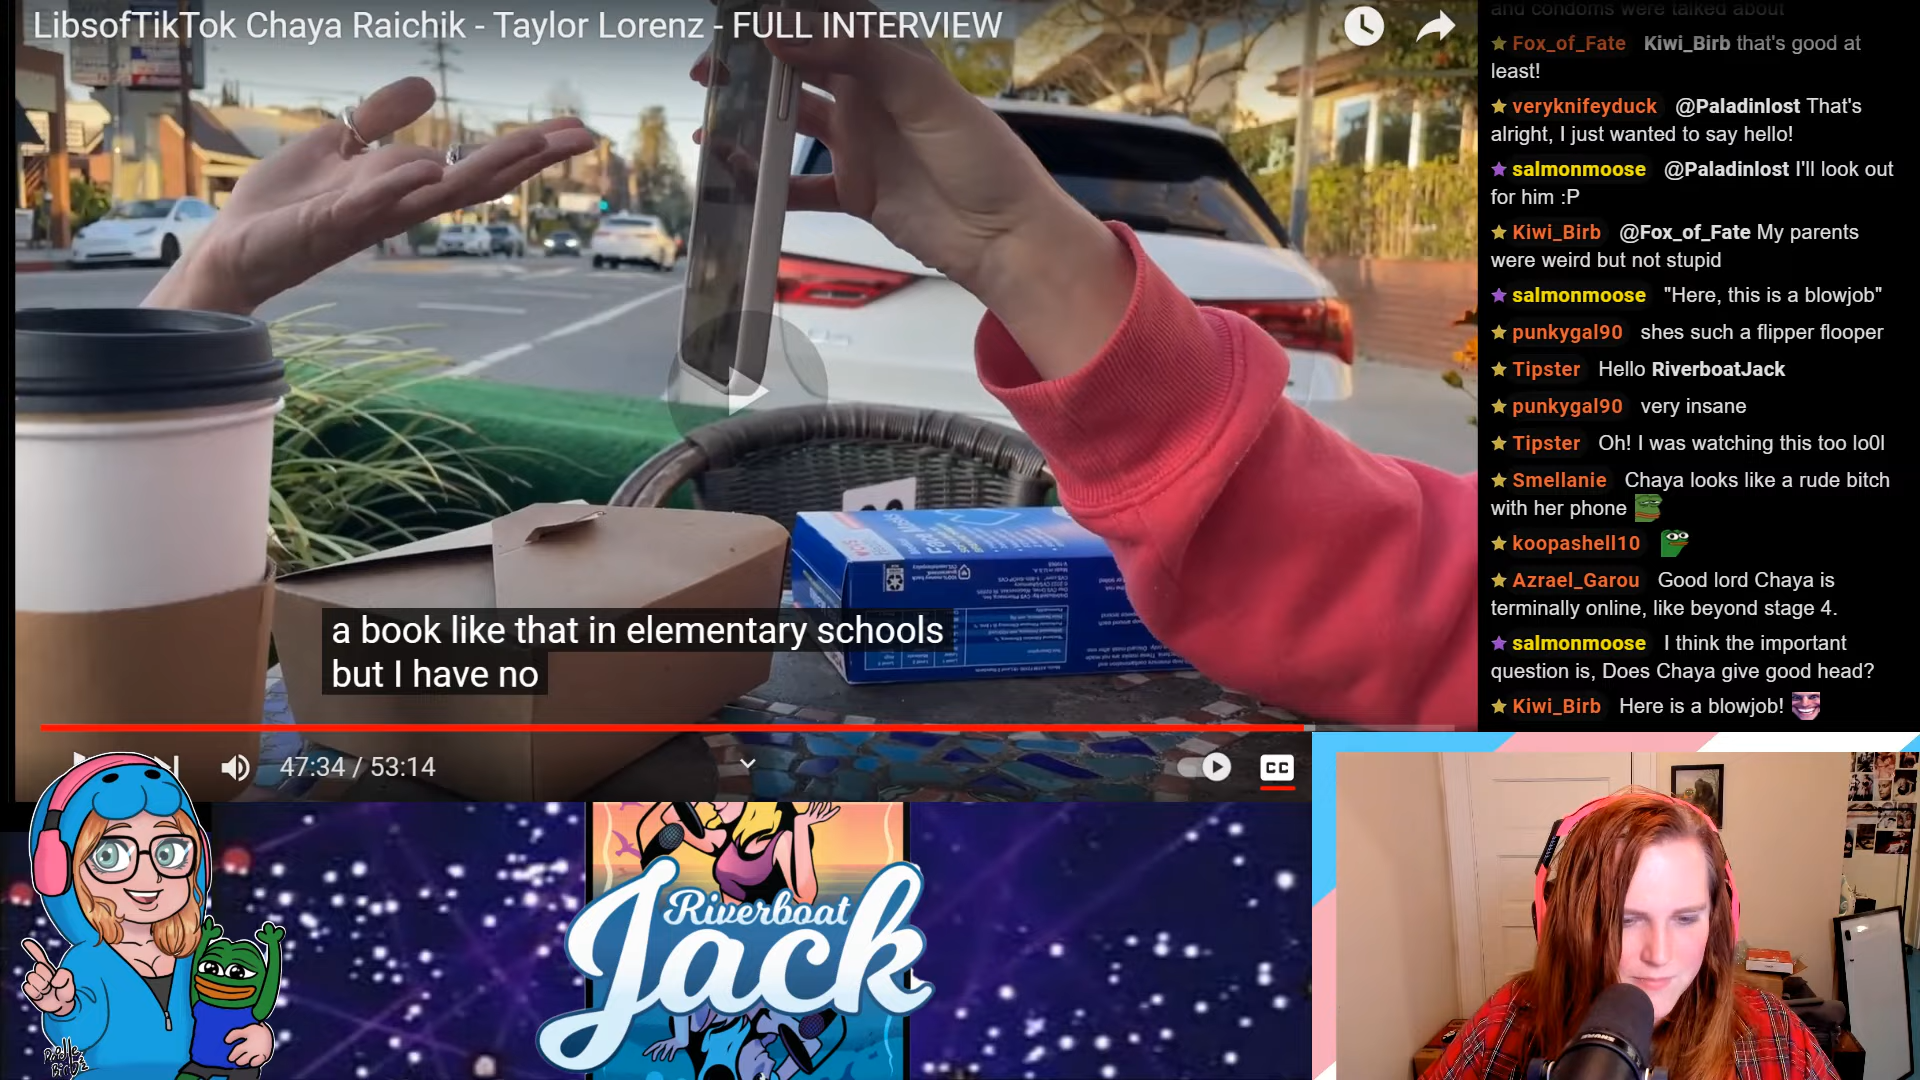 LibsofTikTok Chaya Raichik - Taylor Lorenz - FULL INTERVIEW
a book like that in elementary schools
but I have no
47:34 / 53:14
CC
Riverboat
Jack
and condoms were talked about
Fox_of_Fate Kiwi_Birb that's good at
least!
veryknifeyduck @Paladinlost That's
alright, I just wanted to say hello!
salmonmoose @Paladinlost I'll look out
for him :P
Kiwi_Birb @Fox_of_Fate My parents
were weird but not stupid
salmonmoose "Here, this is a blowjob"
punkygal90 shes such a flipper flooper
Tipster Hello RiverboatJack
punkygal90 very insane
Tipster Oh! I was watching this too lo0l
Smellanie Chaya looks like a rude bitch
with her phone
koopashell10
Azrael_Garou Good lord Chaya is
terminally online, like beyond stage 4.
salmonmoose I think the important
question is, Does Chaya give good head?
Kiwi_Birb Here is a blowjob!